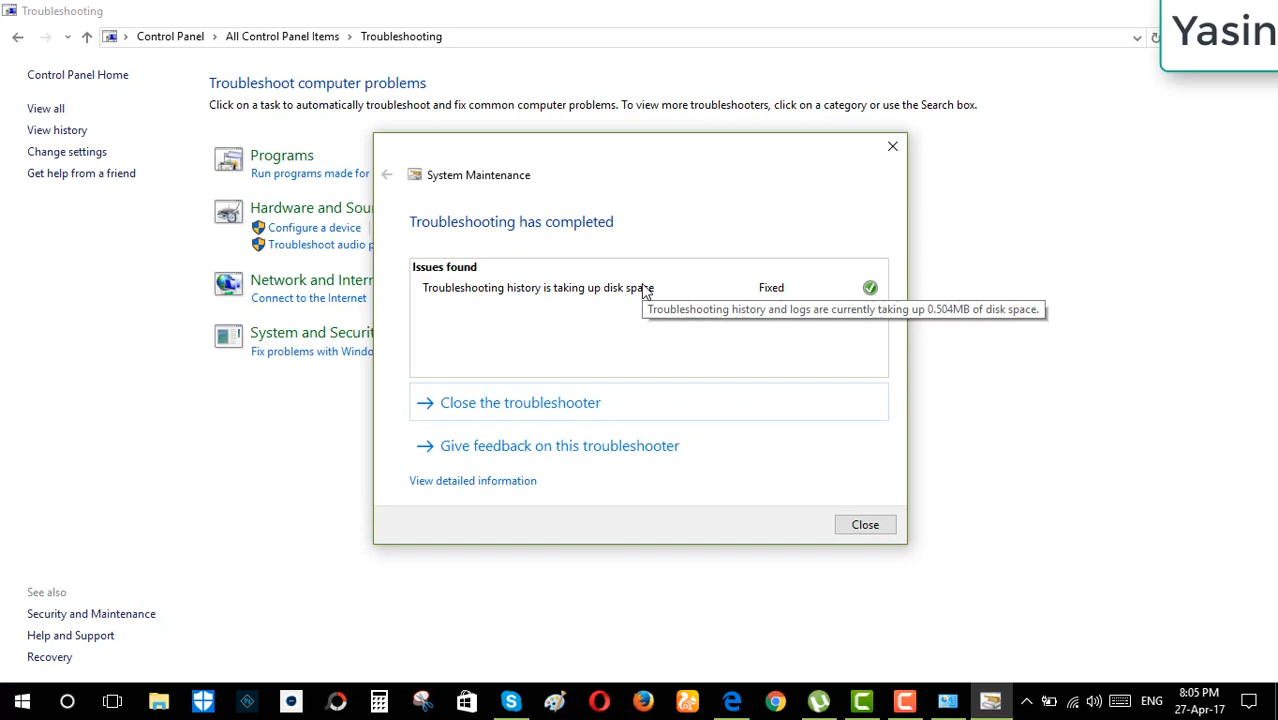 Troubleshooting
Yasin
Control Panel > All Control Panel Items > Troubleshooting
Control Panel Home
View all
View history
Change settings
Get help from a friend
Troubleshoot computer problems
Click on a task to automatically troubleshoot and fix common computer problems. To view more troubleshooters, click on a category or use the Search box.
Programs
Run programs made for
Hardware and Sou
Configure a device
Troubleshoot audio p
Network and Intern
Connect to the Internet
System and Securit
Fix problems with Windo
System Maintenance
Troubleshooting has completed
Issues found
Troubleshooting history is taking up disk space Fixed
Troubleshooting history and logs are currently taking up 0.504MB of disk space.
Close the troubleshooter
Give feedback on this troubleshooter
View detailed information
Close
See also
Security and Maintenance
Help and Support
Recovery
ENG
8:05 PM
27-Apr-17